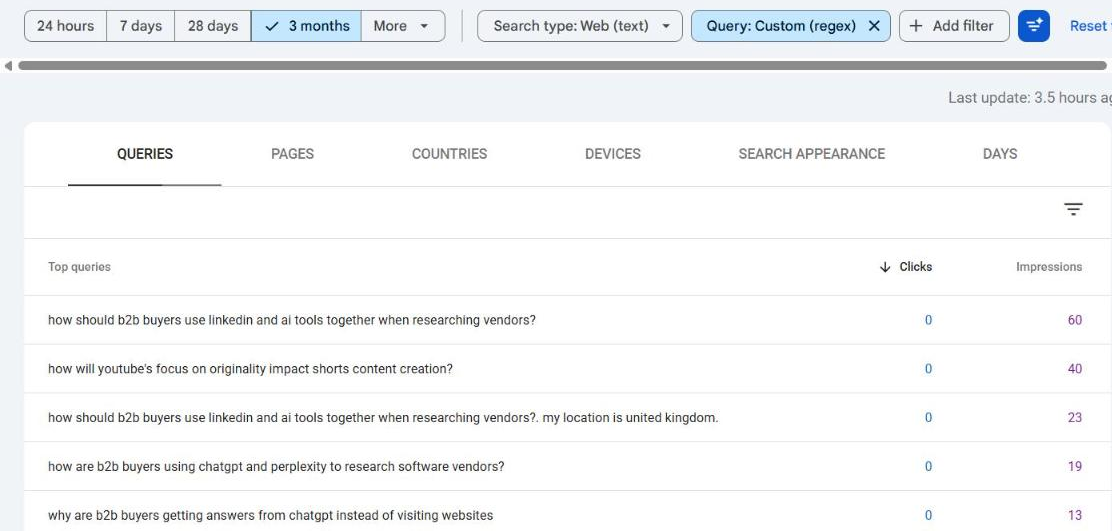 24 hours 7 days 28 days 3 months More Search type: Web (text) Query: Custom (regex) Add filter Reset
Last update: 3.5 hours ag
QUERIES PAGES COUNTRIES DEVICES SEARCH APPEARANCE DAYS
Top queries Clicks Impressions
how should b2b buyers use linkedin and ai tools together when researching vendors? 0 60
how will youtube's focus on originality impact shorts content creation? 0 40
how should b2b buyers use linkedin and ai tools together when researching vendors?. my location is united kingdom. 0 23
how are b2b buyers using chatgpt and perplexity to research software vendors? 0 19
why are b2b buyers getting answers from chatgpt instead of visiting websites 0 13